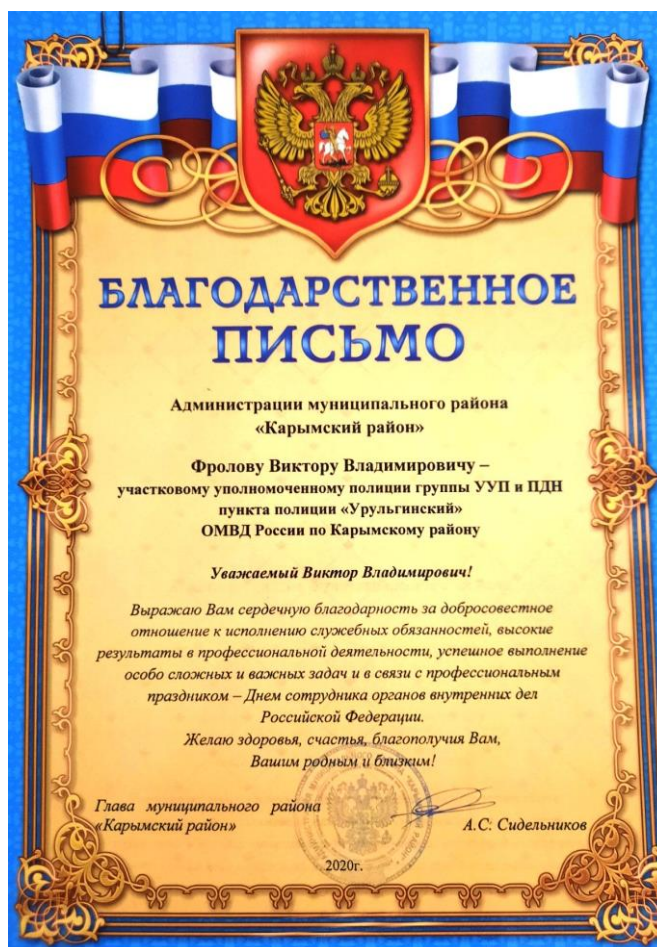 БЛАГОДАРСТВЕННОЕ
ПИСЬМО
Администрации муниципального района
«Карымский район»
Фролову Виктору Владимировичу –
участковому уполномоченному полиции группы УУП и ПДН
пункта полиции «Урульгинский»
ОМВД России по Карымскому району
Уважаемый Виктор Владимирович!
Выражаю Вам сердечную благодарность за добросовестное
отношение к исполнению служебных обязанностей, высокие
результаты в профессиональной деятельности, успешное выполнение
особо сложных и важных задач и в связи с профессиональным
праздником – Днем сотрудника органов внутренних дел
Российской Федерации.
Желаю здоровья, счастья, благополучия Вам,
Вашим родным и близким!
Глава муниципального района
«Карымский район» А.С. Сидельников
2020г.